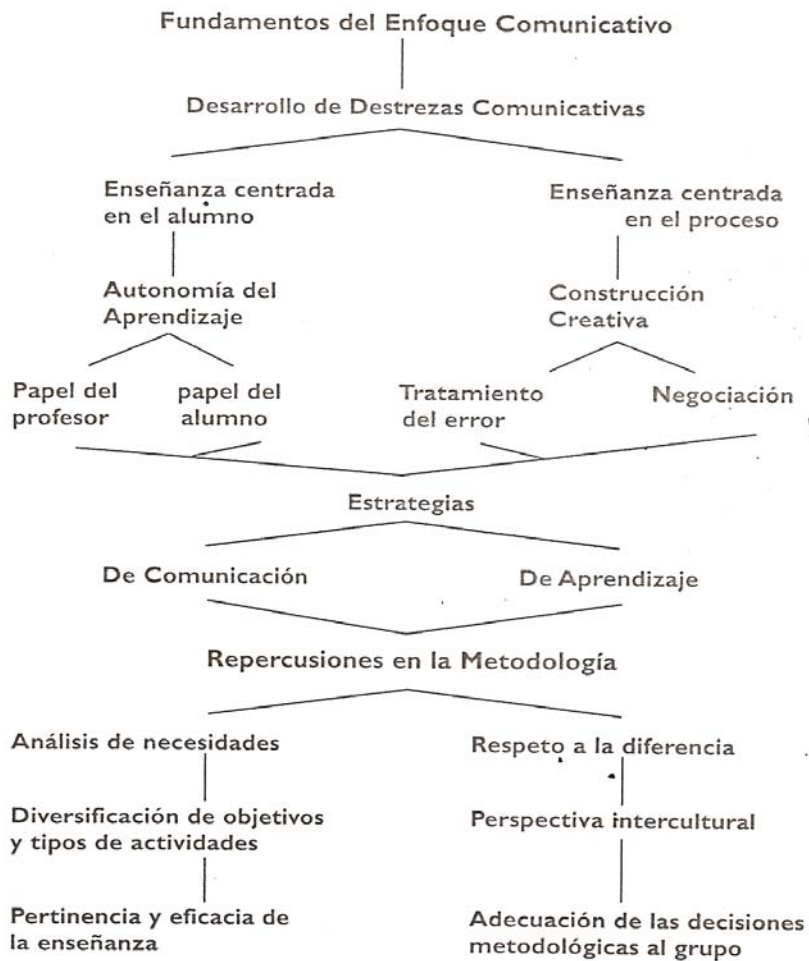 Fundamentos del Enfoque Comunicativo
Desarrollo de Destrezas Comunicativas
Enseñanza centrada
en el alumno
Enseñanza centrada
en el proceso
Autonomía del
Aprendizaje
Construcción
Creativa
Papel del
profesor
papel del
alumno
Tratamiento
del error
Negociación
Estrategias
De Comunicación
De Aprendizaje
Repercusiones en la Metodología
Análisis de necesidades
Respeto a la diferencia
Diversificación de objetivos
y tipos de actividades
Perspectiva intercultural
Pertinencia y eficacia de
la enseñanza
Adecuación de las decisiones
metodológicas al grupo